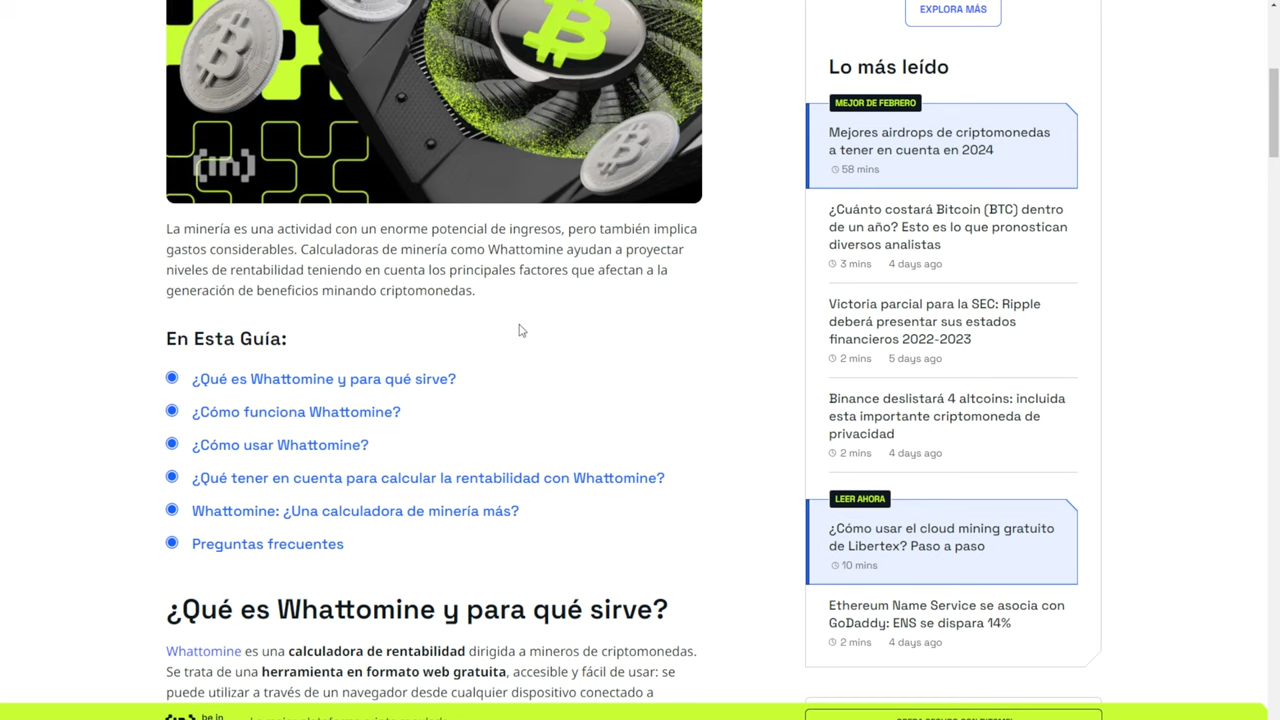 {in}
La minería es una actividad con un enorme potencial de ingresos, pero también implica
gastos considerables. Calculadoras de minería como Whattomine ayudan a proyectar
niveles de rentabilidad teniendo en cuenta los principales factores que afectan a la
generación de beneficios minando criptomonedas.
En Esta Guía:
¿Qué es Whattomine y para qué sirve?
¿Cómo funciona Whattomine?
¿Cómo usar Whattomine?
¿Qué tener en cuenta para calcular la rentabilidad con Whattomine?
Whattomine: ¿Una calculadora de minería más?
Preguntas frecuentes
¿Qué es Whattomine y para qué sirve?
Whattomine es una calculadora de rentabilidad dirigida a mineros de criptomonedas.
Se trata de una herramienta en formato web gratuita, accesible y fácil de usar: se
puede utilizar a través de un navegador desde cualquier dispositivo conectado a
be in
EXPLORA MÁS
Lo más leído
MEJOR DE FEBRERO
Mejores airdrops de criptomonedas
a tener en cuenta en 2024
58 mins
¿Cuánto costará Bitcoin (BTC) dentro
de un año? Esto es lo que pronostican
diversos analistas
3 mins 4 days ago
Victoria parcial para la SEC: Ripple
deberá presentar sus estados
financieros 2022-2023
2 mins 5 days ago
Binance deslistará 4 altcoins: incluida
esta importante criptomoneda de
privacidad
2 mins 4 days ago
LEER AHORA
¿Cómo usar el cloud mining gratuito
de Libertex? Paso a paso
10 mins
Ethereum Name Service se asocia con
GoDaddy: ENS se dispara 14%
2 mins 4 days ago